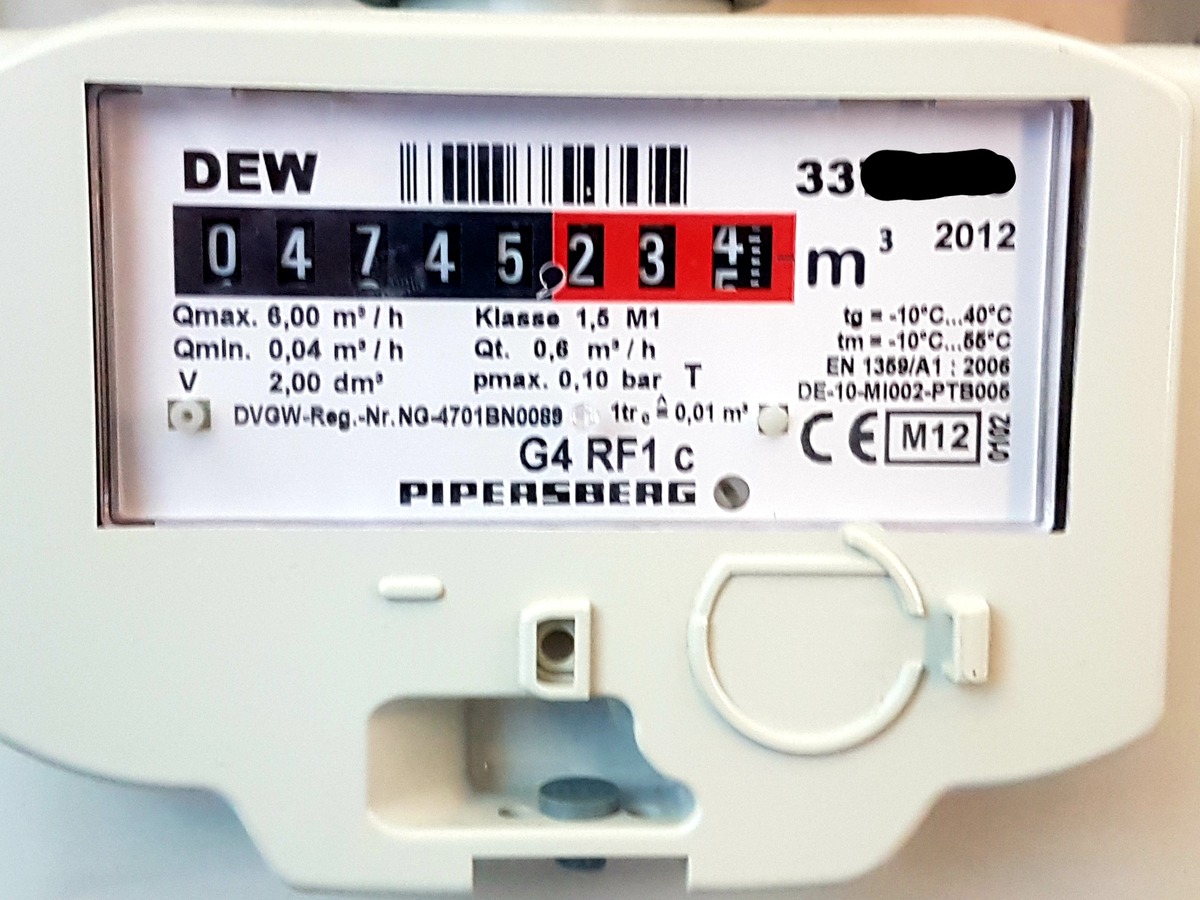 DEW 33
04745,234 m³ 2012
Qmax. 6,00 m³/h Klasse 1,5 M1 tg = -10°C...40°C
Qmin. 0,04 m³/h Qt. 0,6 m³/h tm = -10°C...55°C
V 2,00 dm³ pmax. 0,10 bar T EN 1359/A1 : 2006
DE-10-MI002-PTB005
DVGW-Reg.-Nr. NG-4701BN0089 1tr₀ ≙ 0,01 m³
CE M12 0102
G4 RF1 c
PIPERSBERG